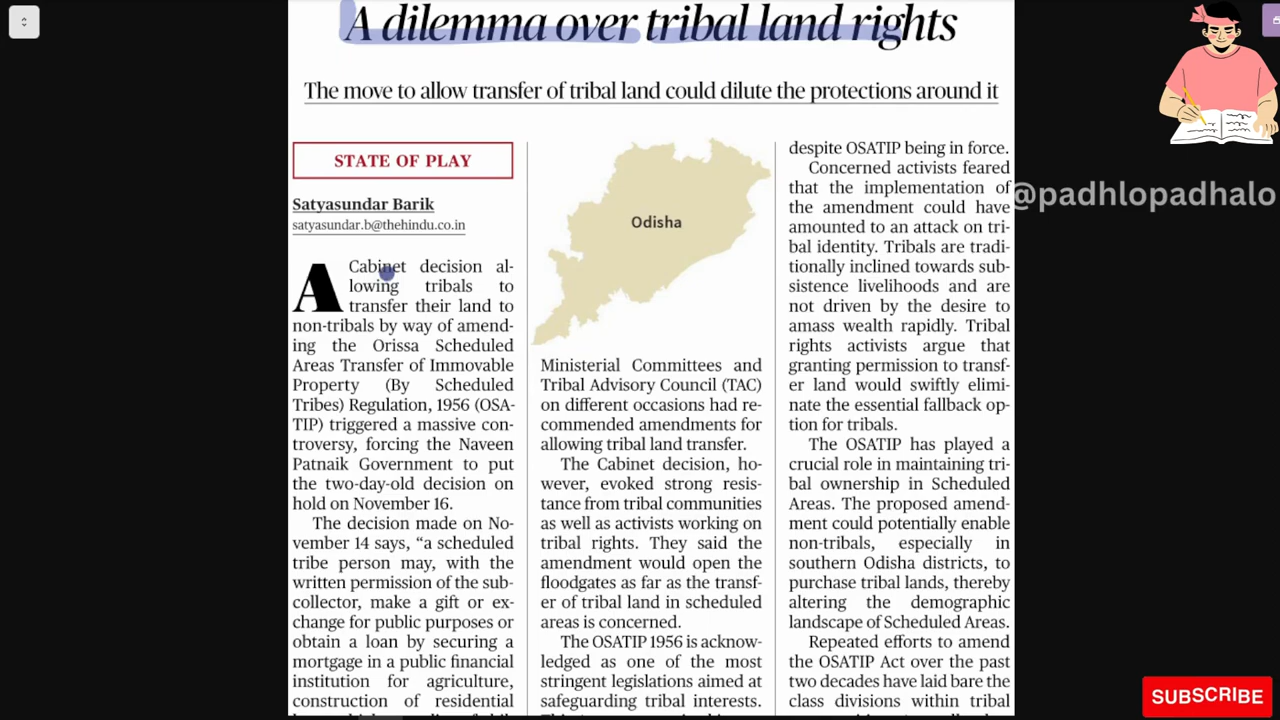 A dilemma over tribal land rights
The move to allow transfer of tribal land could dilute the protections around it
STATE OF PLAY
Satyasundar Barik
satyasundar.b@thehindu.co.in
A Cabinet decision al-
lowing tribals to
transfer their land to
non-tribals by way of amend-
ing the Orissa Scheduled
Areas Transfer of Immovable
Property (By Scheduled
Tribes) Regulation, 1956 (OSA-
TIP) triggered a massive con-
troversy, forcing the Naveen
Patnaik Government to put
the two-day-old decision on
hold on November 16.
The decision made on No-
vember 14 says, “a scheduled
tribe person may, with the
written permission of the sub-
collector, make a gift or ex-
change for public purposes or
obtain a loan by securing a
mortgage in a public financial
institution for agriculture,
construction of residential
Odisha
Ministerial Committees and
Tribal Advisory Council (TAC)
on different occasions had re-
commended amendments for
allowing tribal land transfer.
The Cabinet decision, ho-
wever, evoked strong resis-
tance from tribal communities
as well as activists working on
tribal rights. They said the
amendment would open the
floodgates as far as the transf-
er of tribal land in scheduled
areas is concerned.
The OSATIP 1956 is acknow-
ledged as one of the most
stringent legislations aimed at
safeguarding tribal interests.
despite OSATIP being in force.
Concerned activists feared
that the implementation of
the amendment could have
amounted to an attack on tri-
bal identity. Tribals are tradi-
tionally inclined towards sub-
sistence livelihoods and are
not driven by the desire to
amass wealth rapidly. Tribal
rights activists argue that
granting permission to transf-
er land would swiftly elimi-
nate the essential fallback op-
tion for tribals.
The OSATIP has played a
crucial role in maintaining tri-
bal ownership in Scheduled
Areas. The proposed amend-
ment could potentially enable
non-tribals, especially in
southern Odisha districts, to
purchase tribal lands, thereby
altering the demographic
landscape of Scheduled Areas.
Repeated efforts to amend
the OSATIP Act over the past
two decades have laid bare the
class divisions within tribal
@padhlopadhalo
SUBSCRIBE